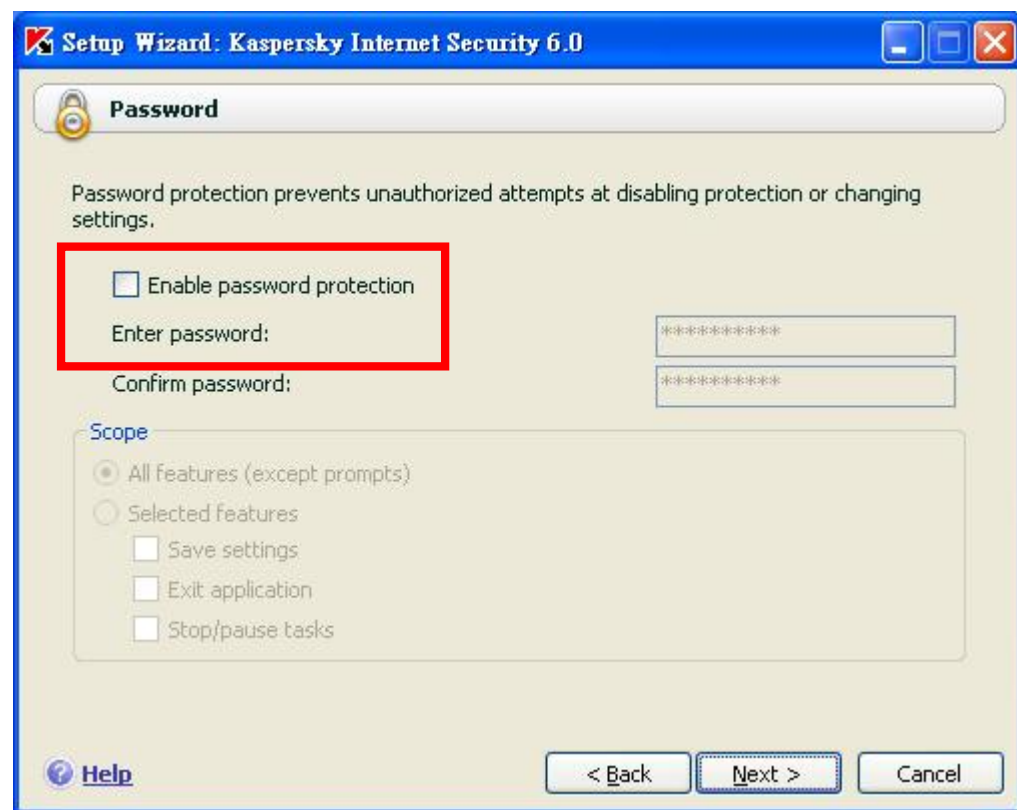 Setup Wizard: Kaspersky Internet Security 6.0
Password
Password protection prevents unauthorized attempts at disabling protection or changing
settings.
Enable password protection
Enter password: **********
Confirm password: **********
Scope
All features (except prompts)
Selected features
Save settings
Exit application
Stop/pause tasks
Help
< Back Next > Cancel